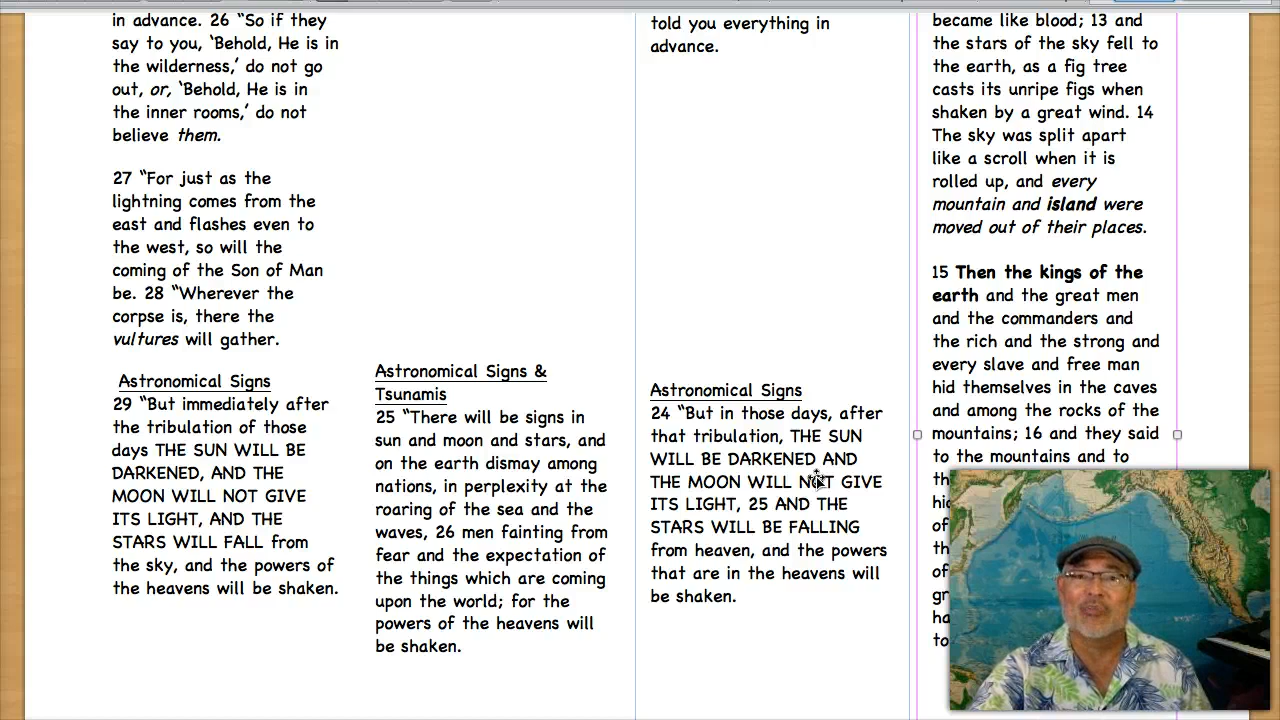 in advance. 26 “So if they
say to you, ‘Behold, He is in
the wilderness,’ do not go
out, or, ‘Behold, He is in
the inner rooms,’ do not
believe them.
27 “For just as the
lightning comes from the
east and flashes even to
the west, so will the
coming of the Son of Man
be. 28 “Wherever the
corpse is, there the
vultures will gather.
Astronomical Signs
29 “But immediately after
the tribulation of those
days THE SUN WILL BE
DARKENED, AND THE
MOON WILL NOT GIVE
ITS LIGHT, AND THE
STARS WILL FALL from
the sky, and the powers of
the heavens will be shaken.
Astronomical Signs &
Tsunamis
25 “There will be signs in
sun and moon and stars, and
on the earth dismay among
nations, in perplexity at the
roaring of the sea and the
waves, 26 men fainting from
fear and the expectation of
the things which are coming
upon the world; for the
powers of the heavens will
be shaken.
told you everything in
advance.
Astronomical Signs
24 “But in those days, after
that tribulation, THE SUN
WILL BE DARKENED AND
THE MOON WILL NOT GIVE
ITS LIGHT, 25 AND THE
STARS WILL BE FALLING
from heaven, and the powers
that are in the heavens will
be shaken.
became like blood; 13 and
the stars of the sky fell to
the earth, as a fig tree
casts its unripe figs when
shaken by a great wind. 14
The sky was split apart
like a scroll when it is
rolled up, and every
mountain and island were
moved out of their places.
15 Then the kings of the
earth and the great men
and the commanders and
the rich and the strong and
every slave and free man
hid themselves in the caves
and among the rocks of the
mountains; 16 and they said
to the mountains and to